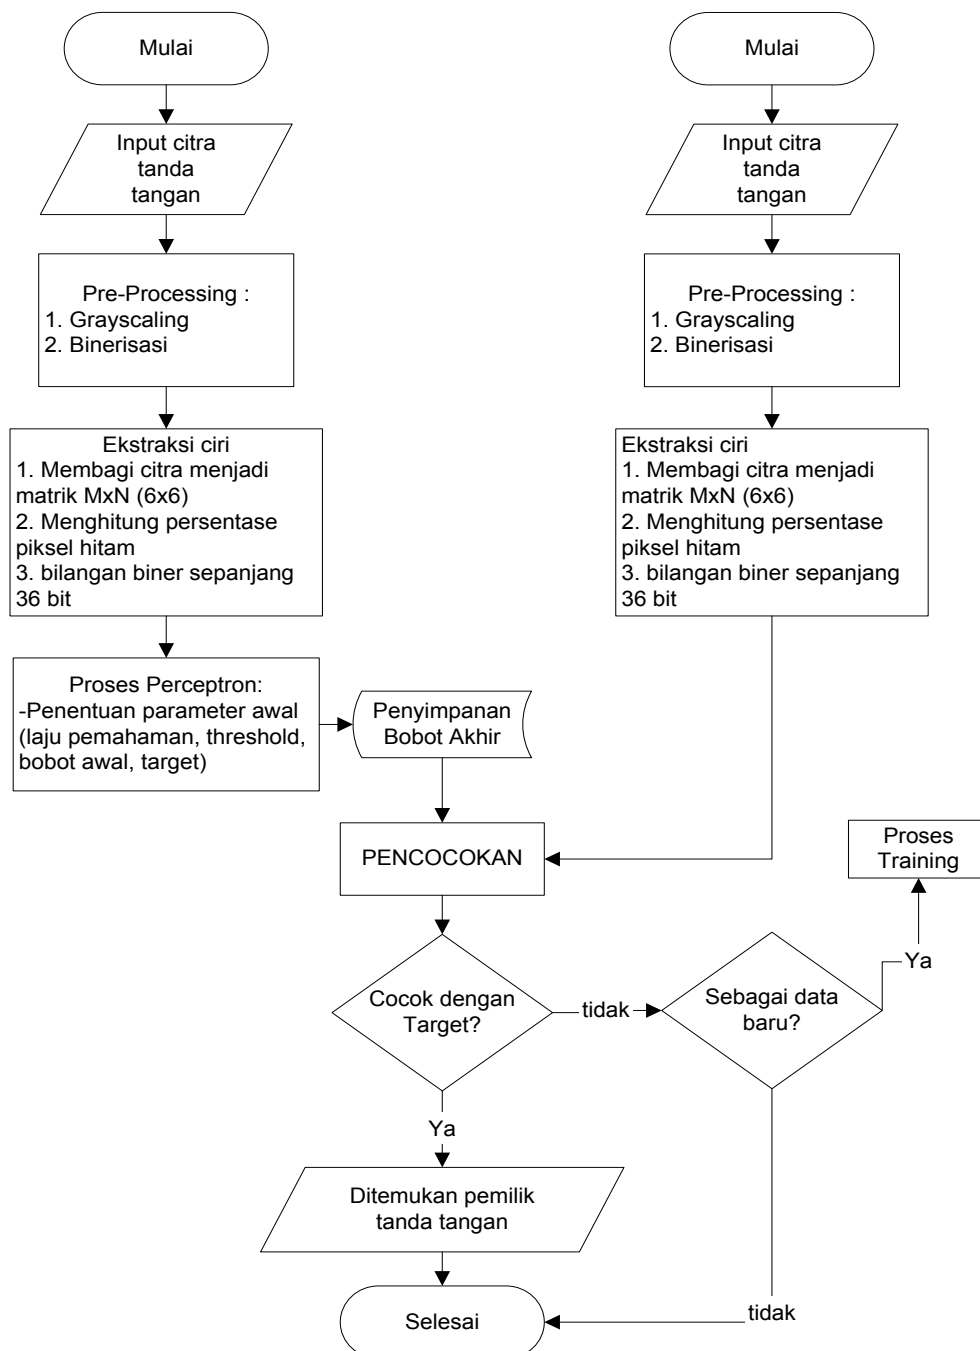 Mulai
Input citra
tanda
tangan
Pre-Processing :
1. Grayscaling
2. Binerisasi
Ekstraksi ciri
1. Membagi citra menjadi
matrik MxN (6x6)
2. Menghitung persentase
piksel hitam
3. bilangan biner sepanjang
36 bit
Proses Perceptron:
-Penentuan parameter awal
(laju pemahaman, threshold,
bobot awal, target)
Penyimpanan
Bobot Akhir
Mulai
Input citra
tanda
tangan
Pre-Processing :
1. Grayscaling
2. Binerisasi
Ekstraksi ciri
1. Membagi citra menjadi
matrik MxN (6x6)
2. Menghitung persentase
piksel hitam
3. bilangan biner sepanjang
36 bit
PENCOCOKAN
Cocok dengan
Target?
tidak
Sebagai data
baru?
Ya
Proses
Training
Ya
Ditemukan pemilik
tanda tangan
tidak
Selesai